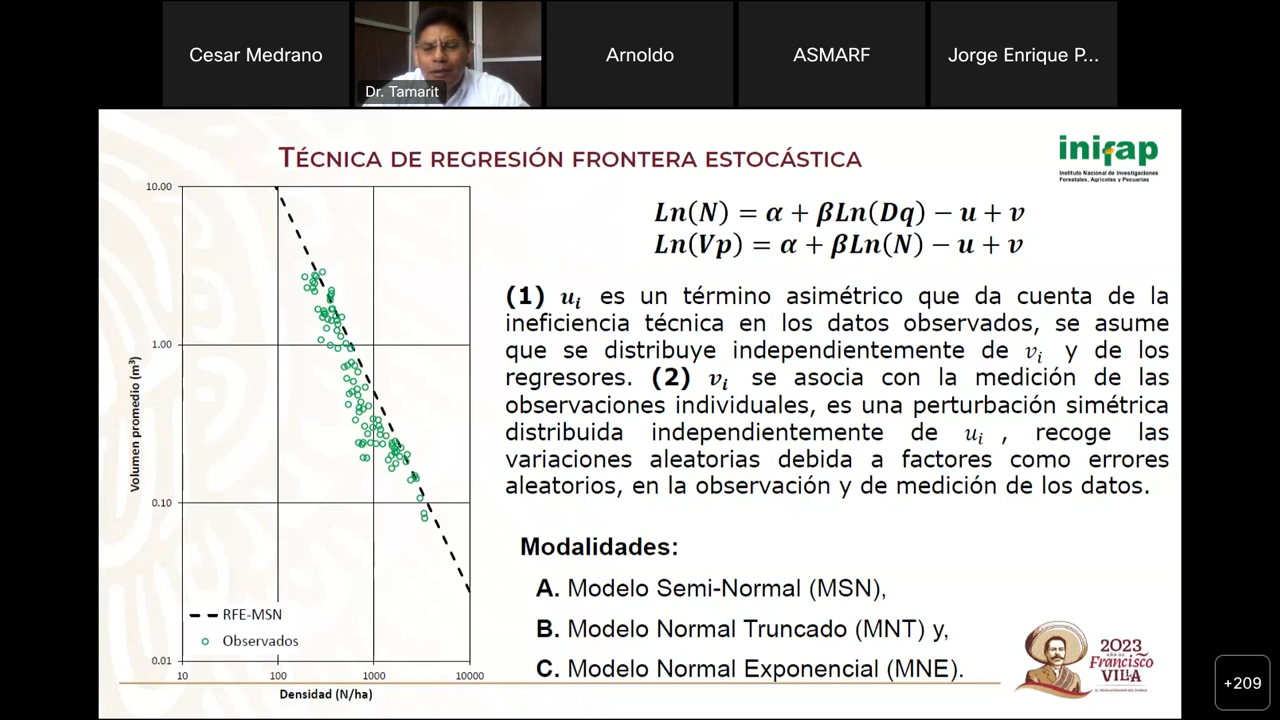 Cesar Medrano
Dr. Tamarit
Arnoldo
ASMARF
Jorge Enrique P...
TÉCNICA DE REGRESIÓN FRONTERA ESTOCÁSTICA
inifap
Instituto Nacional de Investigaciones
Forestales, Agrícolas y Pecuarias
10.00
1.00
0.10
0.01
Volumen promedio (m³)
RFE-MSN
Observados
10 100 1000 10000
Densidad (N/ha)
Ln(N) = α + βLn(Dq) − u + v
Ln(Vp) = α + βLn(N) − u + v
(1) uᵢ es un término asimétrico que da cuenta de la
ineficiencia técnica en los datos observados, se asume
que se distribuye independientemente de vᵢ y de los
regresores. (2) vᵢ se asocia con la medición de las
observaciones individuales, es una perturbación simétrica
distribuida independientemente de uᵢ , recoge las
variaciones aleatorias debida a factores como errores
aleatorios, en la observación y de medición de los datos.
Modalidades:
A. Modelo Semi-Normal (MSN),
B. Modelo Normal Truncado (MNT) y,
C. Modelo Normal Exponencial (MNE).
2023
AÑO DE
Francisco
VILLA
+209